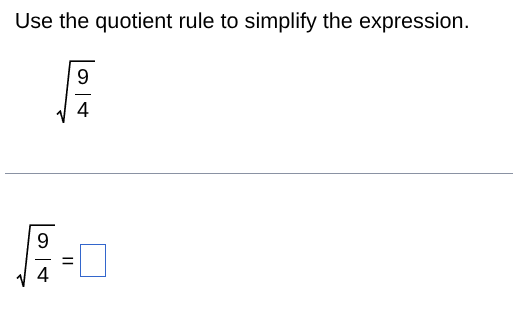 Use the quotient rule to simplify the expression.
√(9/4)
√(9/4) =